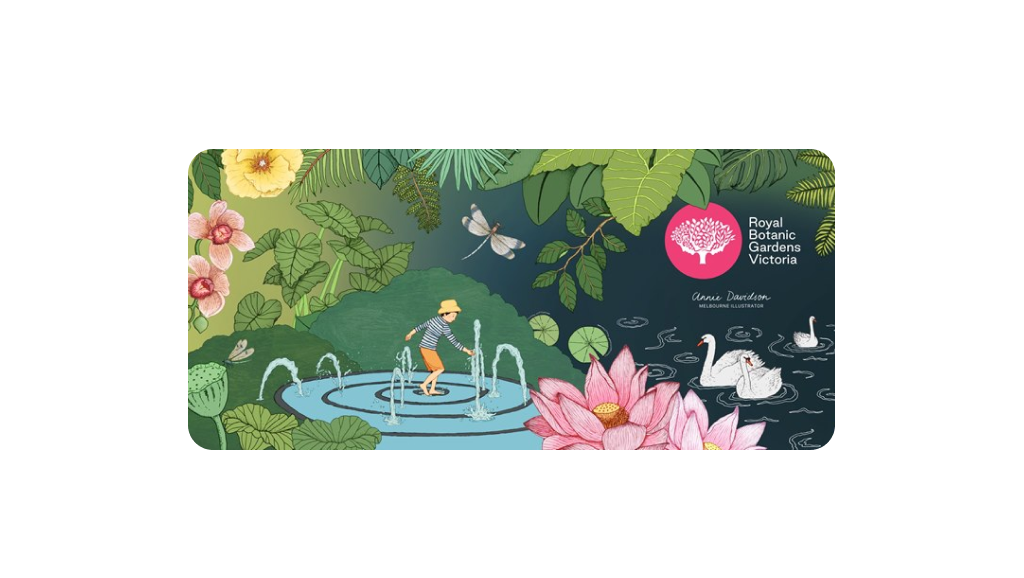 Royal
Botanic
Gardens
Victoria
Annie Davidson
MELBOURNE ILLUSTRATOR